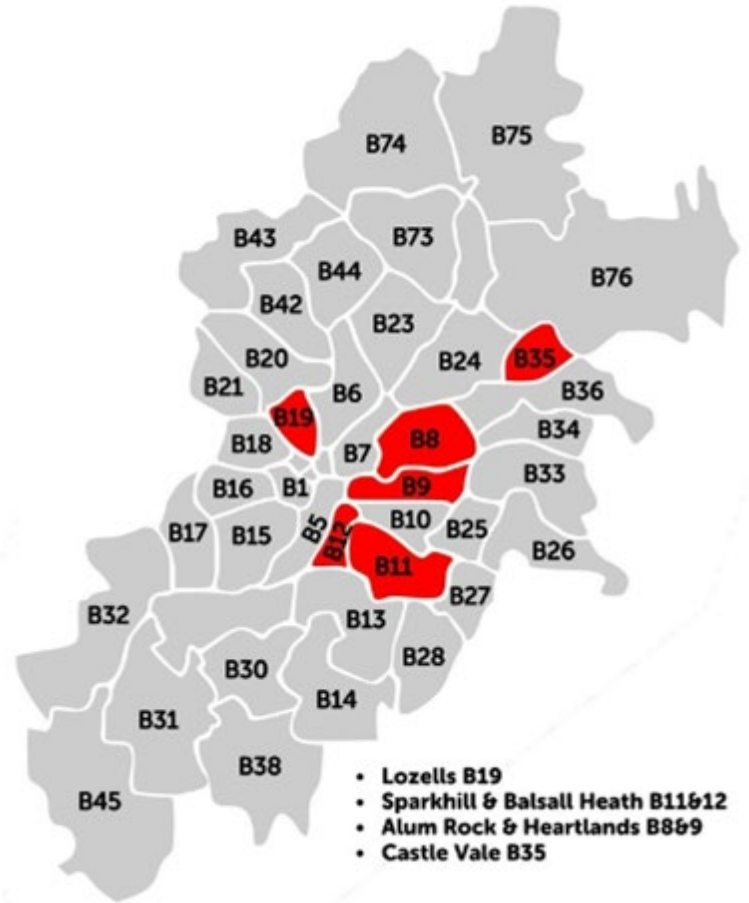 B75
B74
B43
B73
B44
B76
B42
B23
B20
B24
B35
B21
B6
B36
B19
B8
B34
B18
B7
B33
B16
B1
B9
B17
B15
B5
B12
B10
B25
B26
B11
B27
B32
B13
B28
B30
B14
B31
B38
B45
• Lozells B19
• Sparkhill & Balsall Heath B11&12
• Alum Rock & Heartlands B8&9
• Castle Vale B35